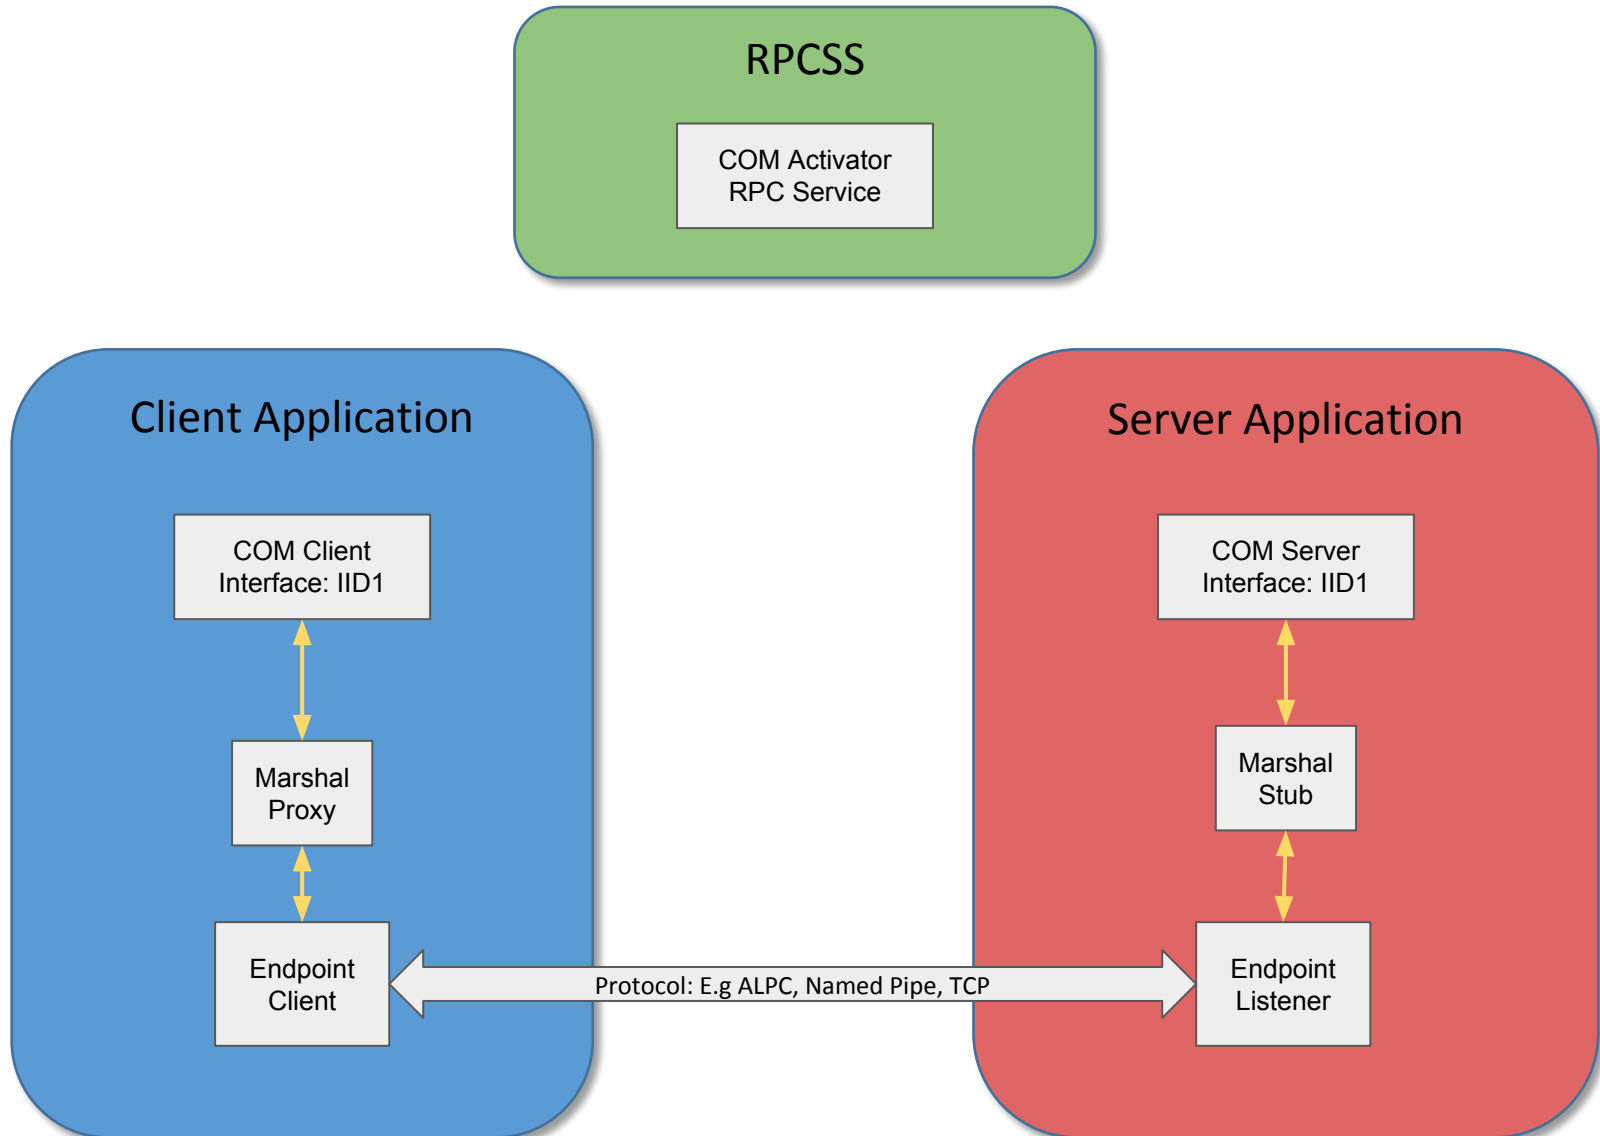 RPCSS
COM Activator
RPC Service
Client Application
COM Client
Interface: IID1
Marshal
Proxy
Endpoint
Client
Protocol: E.g ALPC, Named Pipe, TCP
Server Application
COM Server
Interface: IID1
Marshal
Stub
Endpoint
Listener